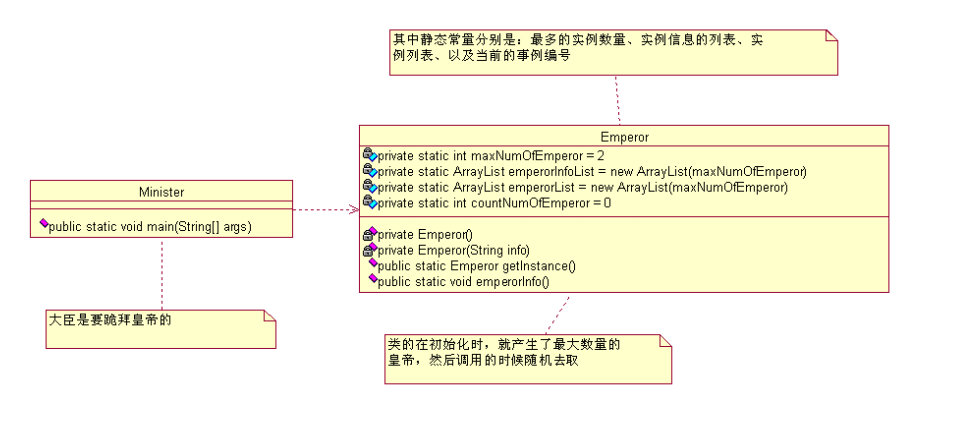 其中静态常量分别是：最多的实例数量、实例信息的列表、实
例列表、以及当前的事例编号
Emperor
private static int maxNumOfEmperor = 2
private static ArrayList emperorInfoList = new ArrayList(maxNumOfEmperor)
private static ArrayList emperorList = new ArrayList(maxNumOfEmperor)
private static int countNumOfEmperor = 0
private Emperor()
private Emperor(String info)
public static Emperor getInstance()
public static void emperorInfo()
Minister
public static void main(String[] args)
大臣是要跪拜皇帝的
类的在初始化时，就产生了最大数量的
皇帝，然后调用的时候随机去取